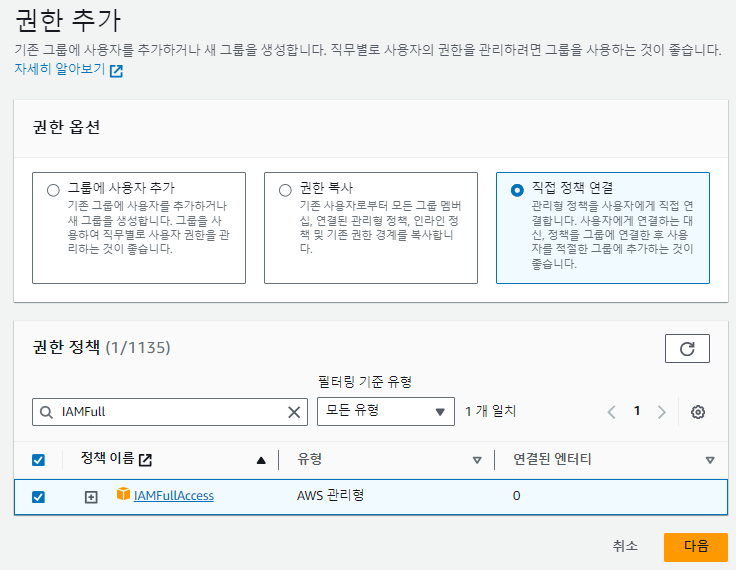 권한 추가
기존 그룹에 사용자를 추가하거나 새 그룹을 생성합니다. 직무별로 사용자의 권한을 관리하려면 그룹을 사용하는 것이 좋습니다.
자세히 알아보기
권한 옵션
그룹에 사용자 추가
기존 그룹에 사용자를 추가하거나
새 그룹을 생성합니다. 그룹을 사
용하여 직무별로 사용자 권한을 관
리하는 것이 좋습니다.
권한 복사
기존 사용자로부터 모든 그룹 멤버
십, 연결된 관리형 정책, 인라인 정
책 및 기존 권한 경계를 복사합니
다.
직접 정책 연결
관리형 정책을 사용자에게 직접 연
결합니다. 사용자에게 연결하는 대
신, 정책을 그룹에 연결한 후 사용
자를 적절한 그룹에 추가하는 것이
좋습니다.
권한 정책 (1/1135)
필터링 기준 유형
IAMFull 모든 유형 1 개 일치 1
정책 이름 유형 연결된 엔터티
IAMFullAccess AWS 관리형 0
취소 다음